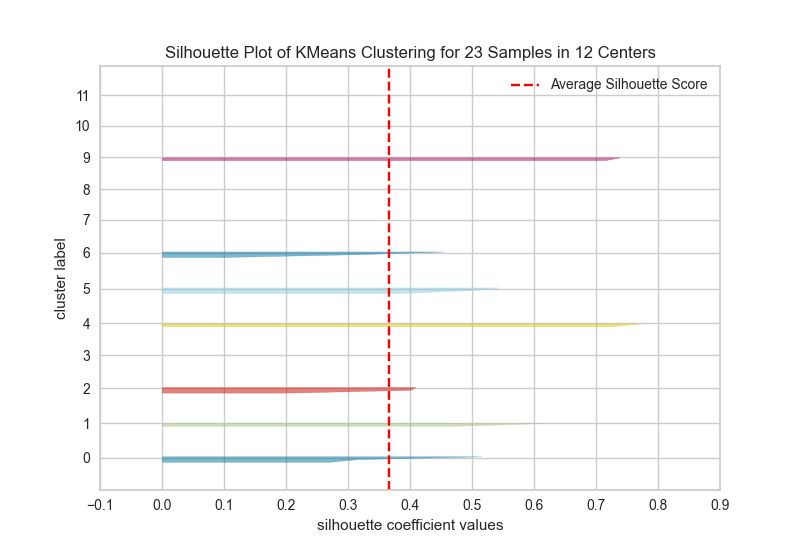 Silhouette Plot of KMeans Clustering for 23 Samples in 12 Centers
Average Silhouette Score
11
10
9
8
7
6
5
4
3
2
1
0
cluster label
−0.1 0.0 0.1 0.2 0.3 0.4 0.5 0.6 0.7 0.8 0.9
silhouette coefficient values